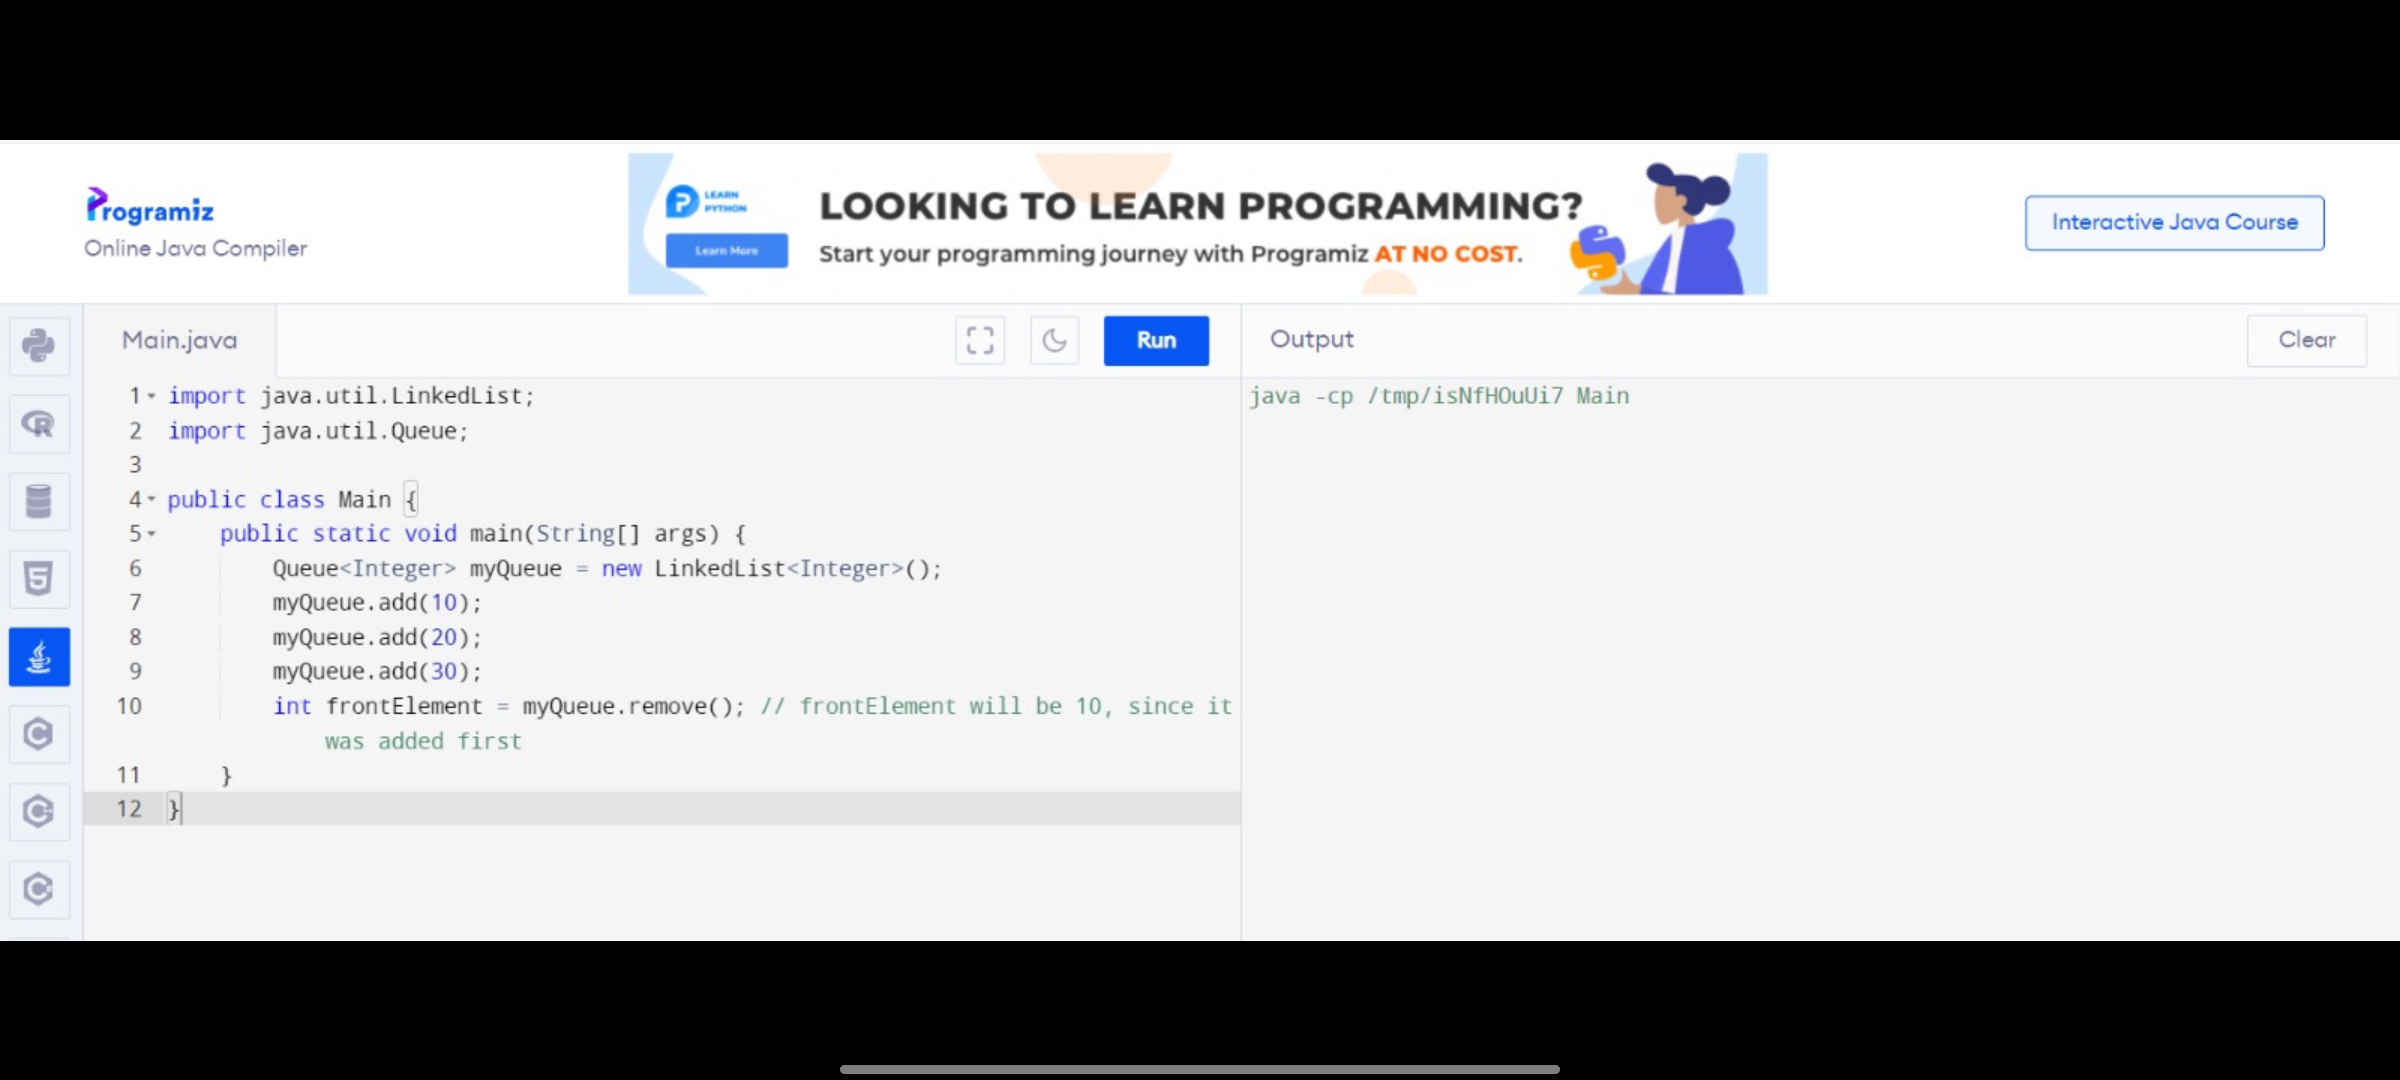 Programiz
Online Java Compiler
LEARN
PYTHON
Learn More
LOOKING TO LEARN PROGRAMMING?
Start your programming journey with Programiz AT NO COST.
Interactive Java Course
Main.java
Run
Output
Clear
1 import java.util.LinkedList;
2 import java.util.Queue;
3
4 public class Main {
5 public static void main(String[] args) {
6 Queue<Integer> myQueue = new LinkedList<Integer>();
7 myQueue.add(10);
8 myQueue.add(20);
9 myQueue.add(30);
10 int frontElement = myQueue.remove(); // frontElement will be 10, since it
was added first
11 }
12 }
java -cp /tmp/isNfHOuUi7 Main